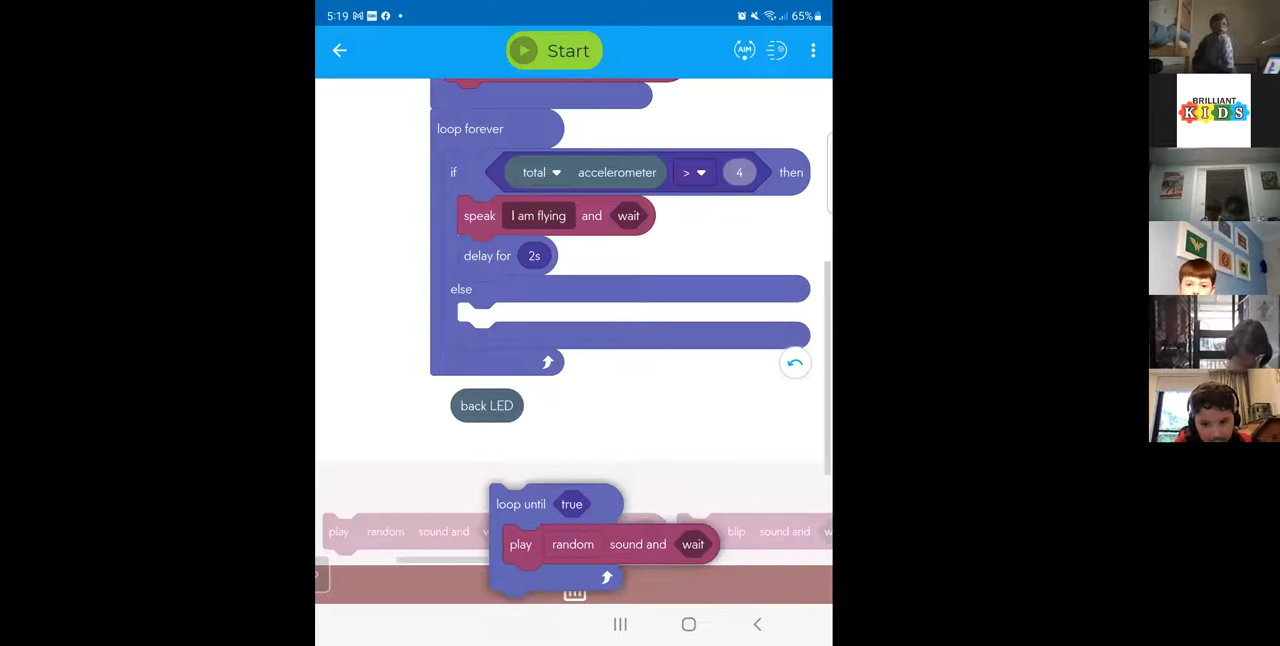 5:19
65%
Start
AIM
loop forever
if total accelerometer > 4 then
speak I am flying and wait
delay for 2s
else
back LED
loop until true
play random sound and
blip sound and
play random sound and wait
BRILLIANT
KIDS